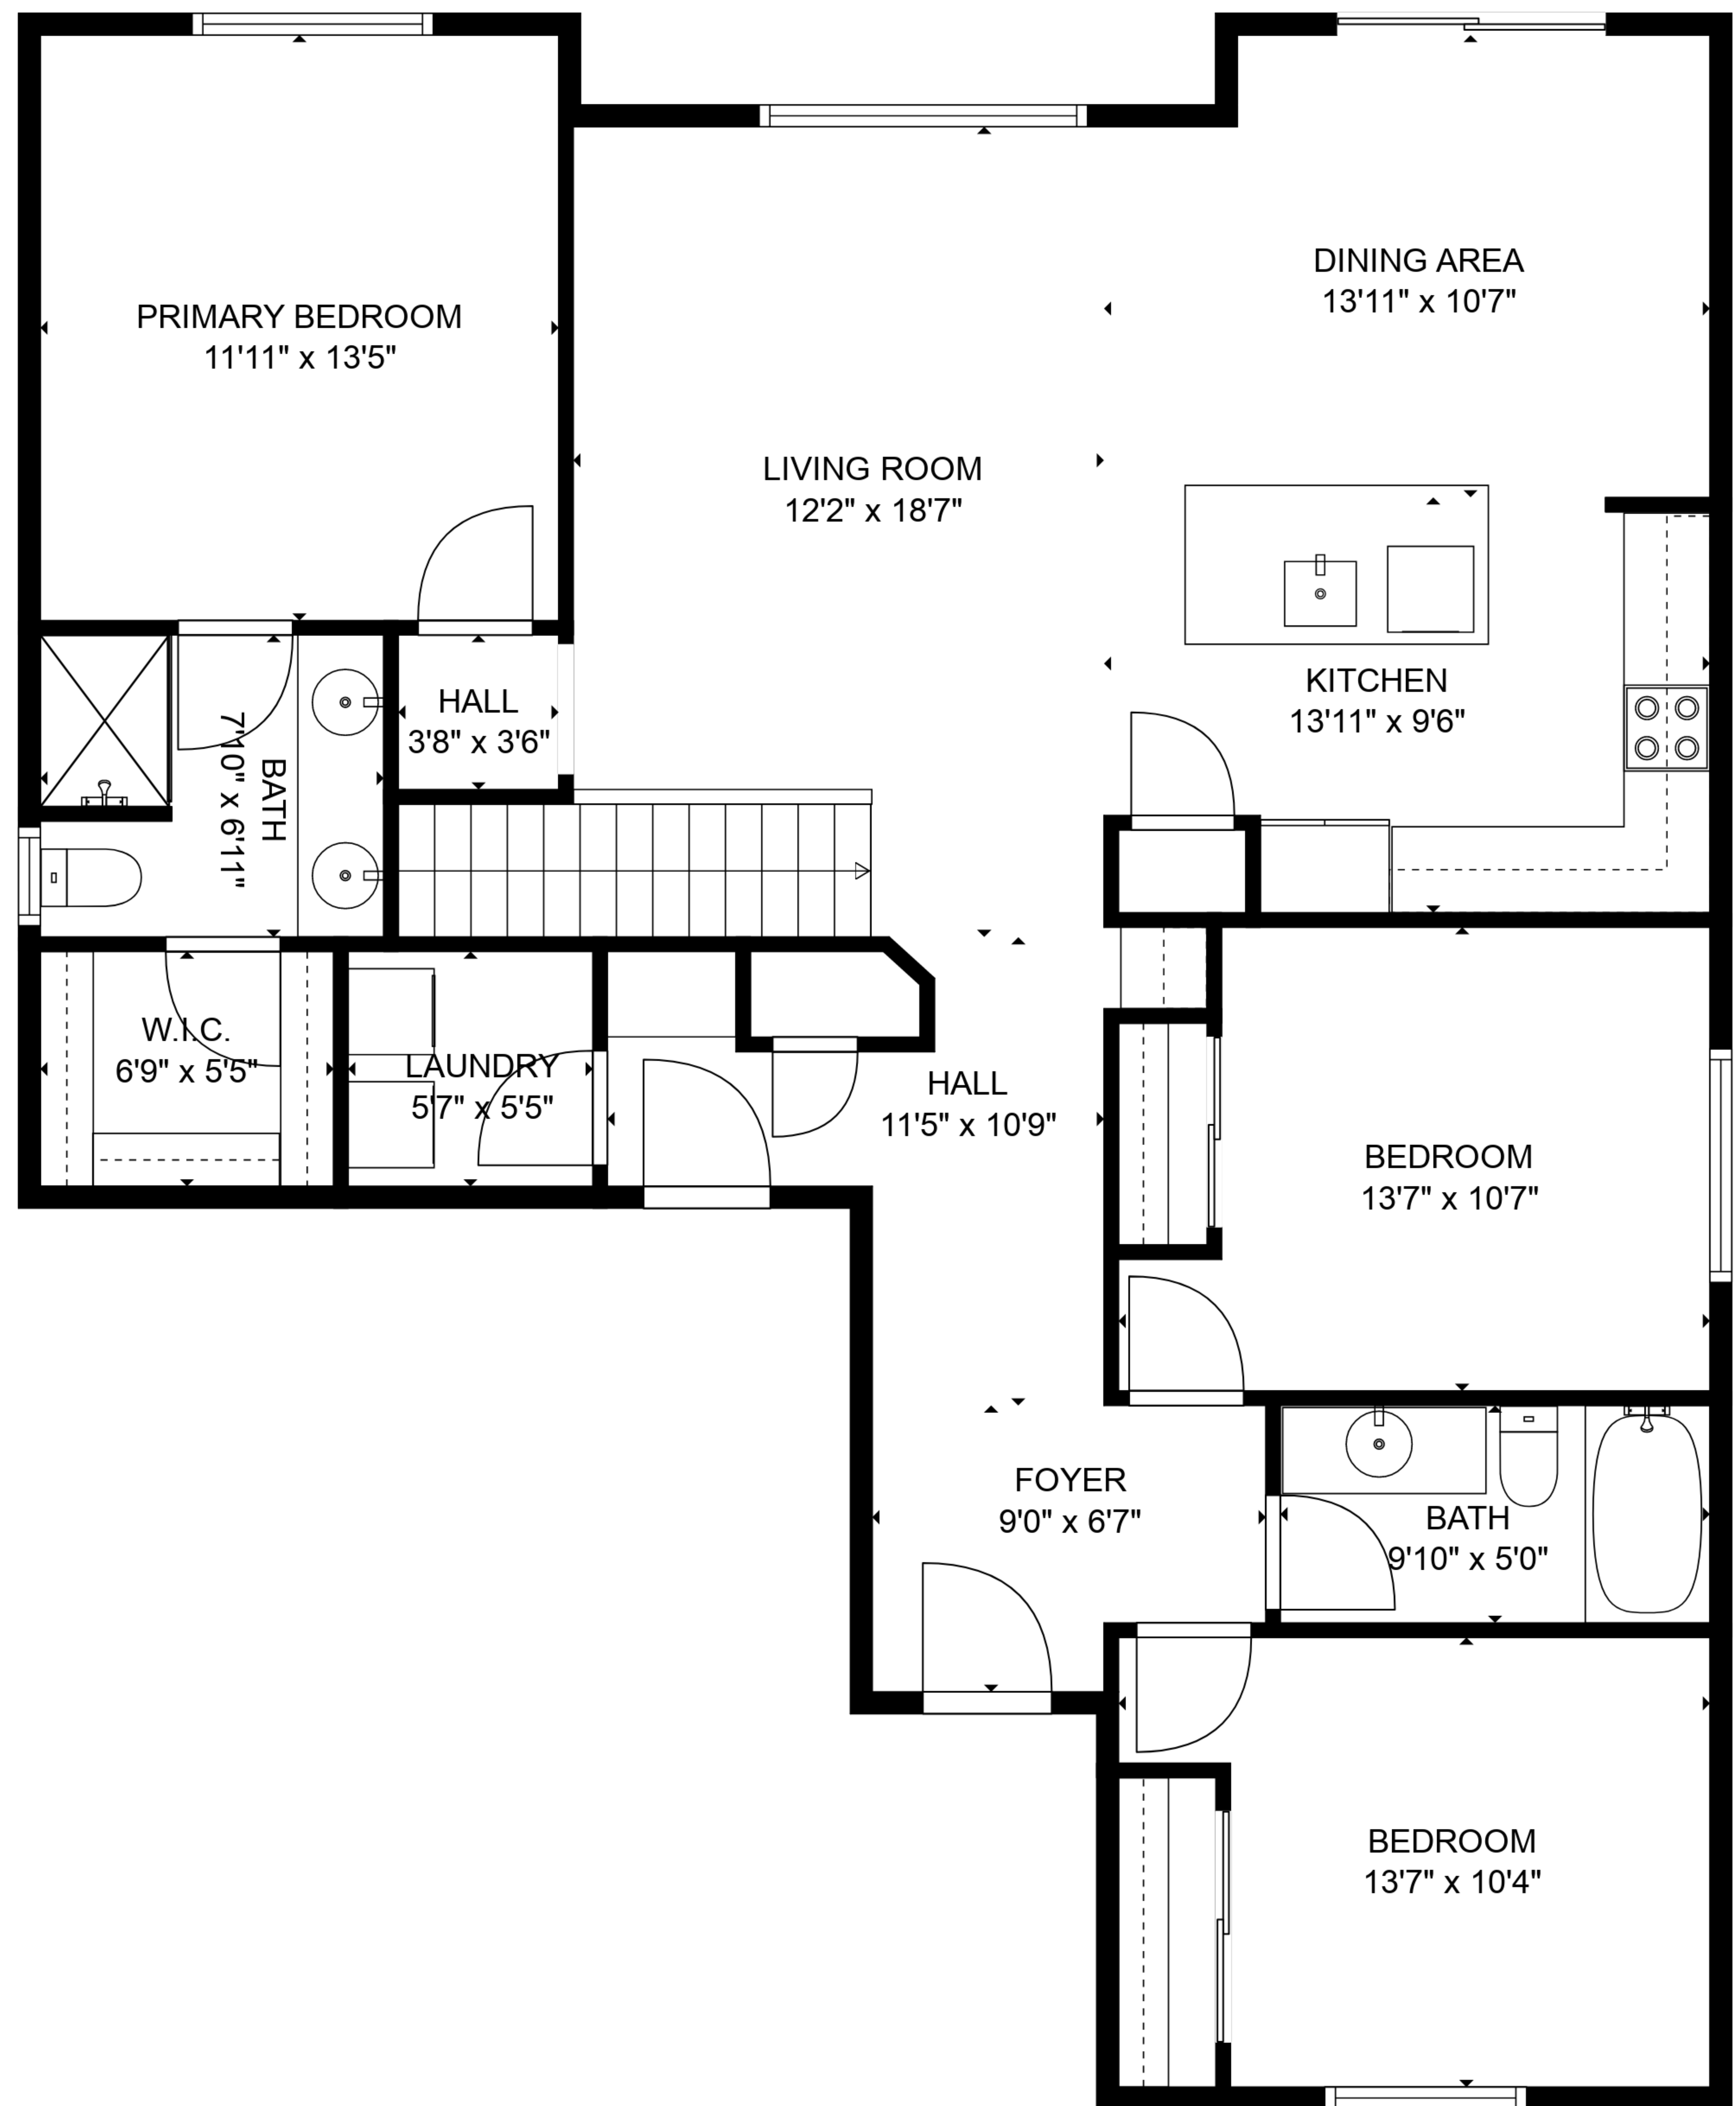 PRIMARY BEDROOM
11'11" x 13'5"
DINING AREA
13'11" x 10'7"
LIVING ROOM
12'2" x 18'7"
KITCHEN
13'11" x 9'6"
HALL
3'8" x 3'6"
BATH
7'10" x 6'11"
W.I.C.
6'9" x 5'5"
LAUNDRY
5'7" x 5'5"
HALL
11'5" x 10'9"
BEDROOM
13'7" x 10'7"
FOYER
9'0" x 6'7"
BATH
9'10" x 5'0"
BEDROOM
13'7" x 10'4"